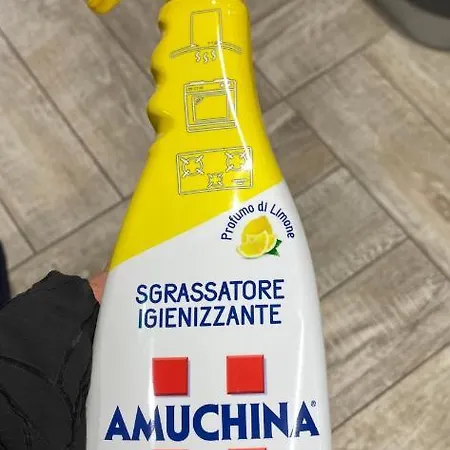 Profumo di Limone
SGRASSATORE
IGIENIZZANTE
AMUCHINA®